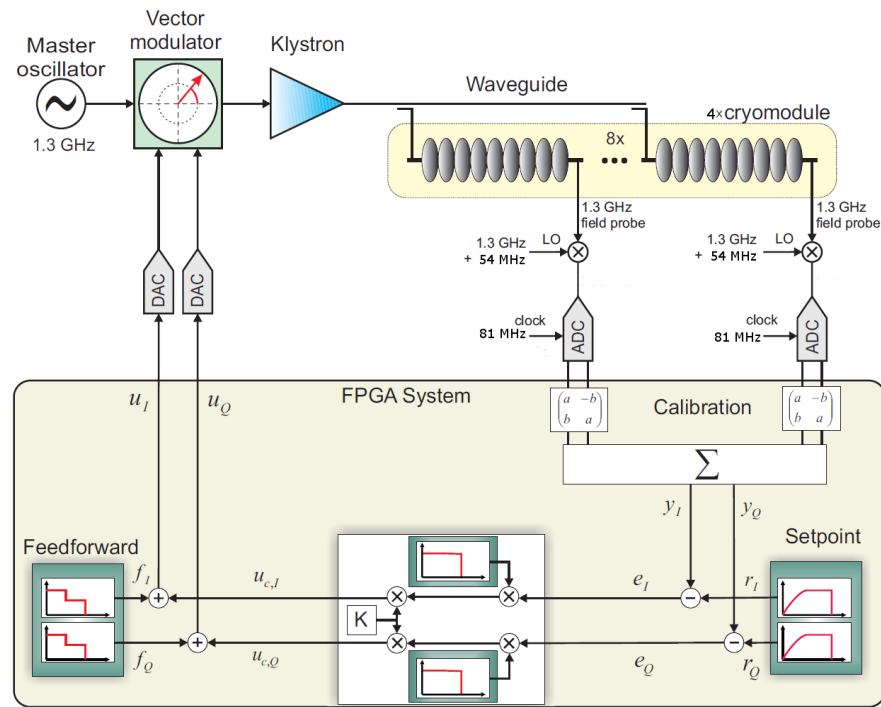 Vector
modulator
Klystron
Master
oscillator
1.3 GHz
Waveguide
4×cryomodule
8x
1.3 GHz
field probe
1.3 GHz
field probe
LO
1.3 GHz
+ 54 MHz
LO
1.3 GHz
+ 54 MHz
DAC
DAC
clock
81 MHz
ADC
clock
81 MHz
ADC
FPGA System
u_I
u_Q
(a -b
b a)
Calibration
(a -b
b a)
Σ
y_I
y_Q
Feedforward
Setpoint
f_I
u_{c,I}
e_I
r_I
K
f_Q
u_{c,Q}
e_Q
r_Q